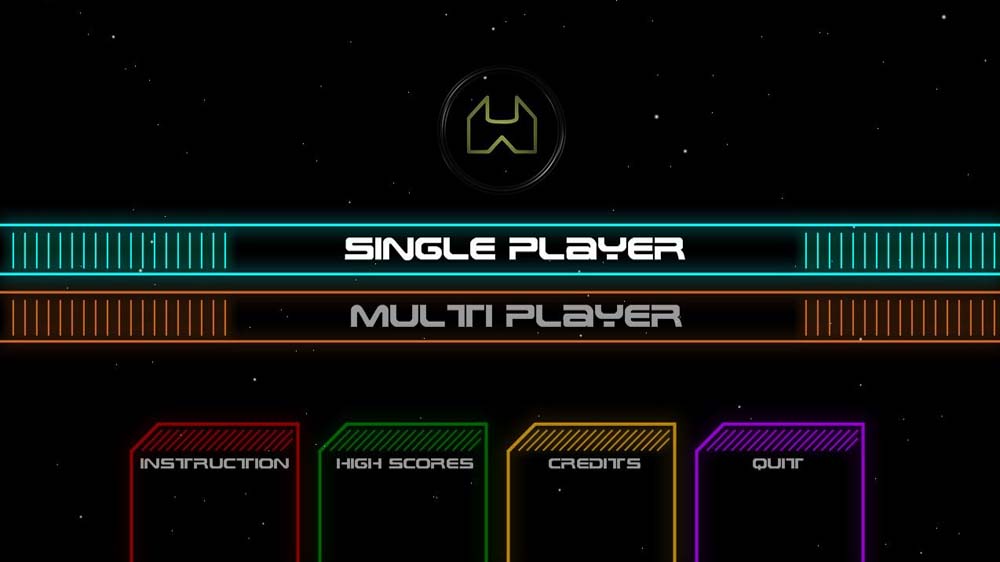 SINGLE PLAYER
MULTI PLAYER
INSTRUCTION
HIGH SCORES
CREDITS
QUIT